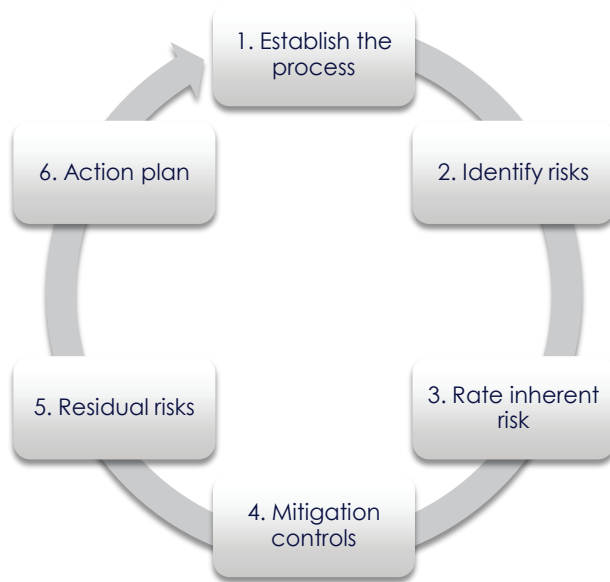 1. Establish the
process
2. Identify risks
3. Rate inherent
risk
4. Mitigation
controls
5. Residual risks
6. Action plan